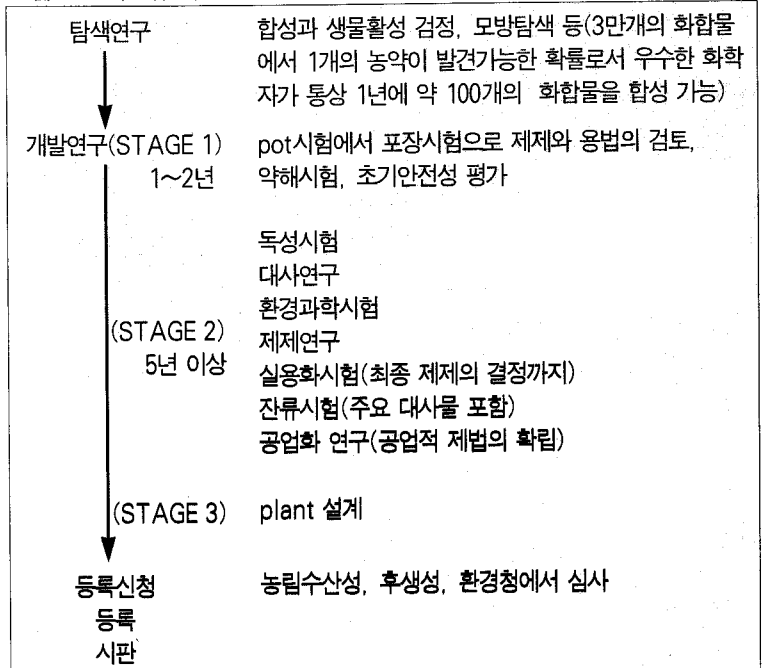 탐색연구 합성과 생물활성 검정, 모방탐색 등(3만개의 화합물
에서 1개의 농약이 발견가능한 확률로서 우수한 화학
자가 통상 1년에 약 100개의 화합물을 합성 가능)
개발연구(STAGE 1) pot시험에서 포장시험으로 제제와 용법의 검토,
1~2년 약해시험, 초기안전성 평가
독성시험
대사연구
환경과학시험
(STAGE 2) 제제연구
5년 이상 실용화시험(최종 제제의 결정까지)
잔류시험(주요 대사물 포함)
공업화 연구(공업적 제법의 확립)
(STAGE 3) plant 설계
등록신청 농림수산성, 후생성, 환경청에서 심사
등록
시판